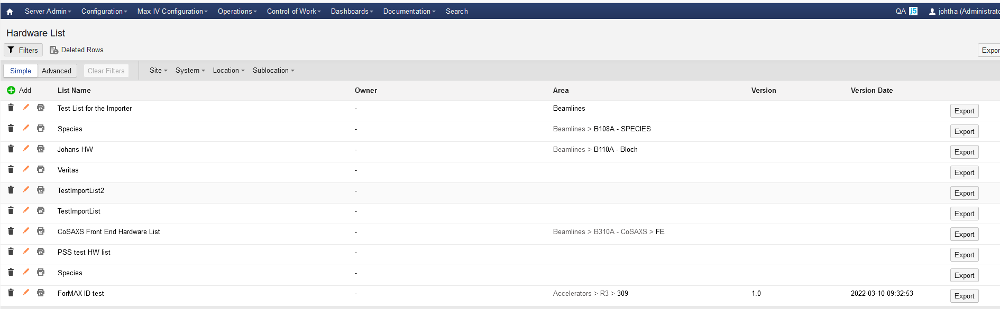 Server Admin Configuration Max IV Configuration Operations Control of Work Dashboards Documentation Search QA j5 johtha (Administrato
Hardware List
Filters Deleted Rows Expor
Simple Advanced Clear Filters Site System Location Sublocation
Add List Name Owner Area Version Version Date
Test List for the Importer - Beamlines Export
Species - Beamlines > B108A - SPECIES Export
Johans HW - Beamlines > B110A - Bloch Export
Veritas - Export
TestImportList2 - Export
TestImportList - Export
CoSAXS Front End Hardware List - Beamlines > B310A - CoSAXS > FE Export
PSS test HW list - Export
Species - Export
ForMAX ID test - Accelerators > R3 > 309 1.0 2022-03-10 09:32:53 Export